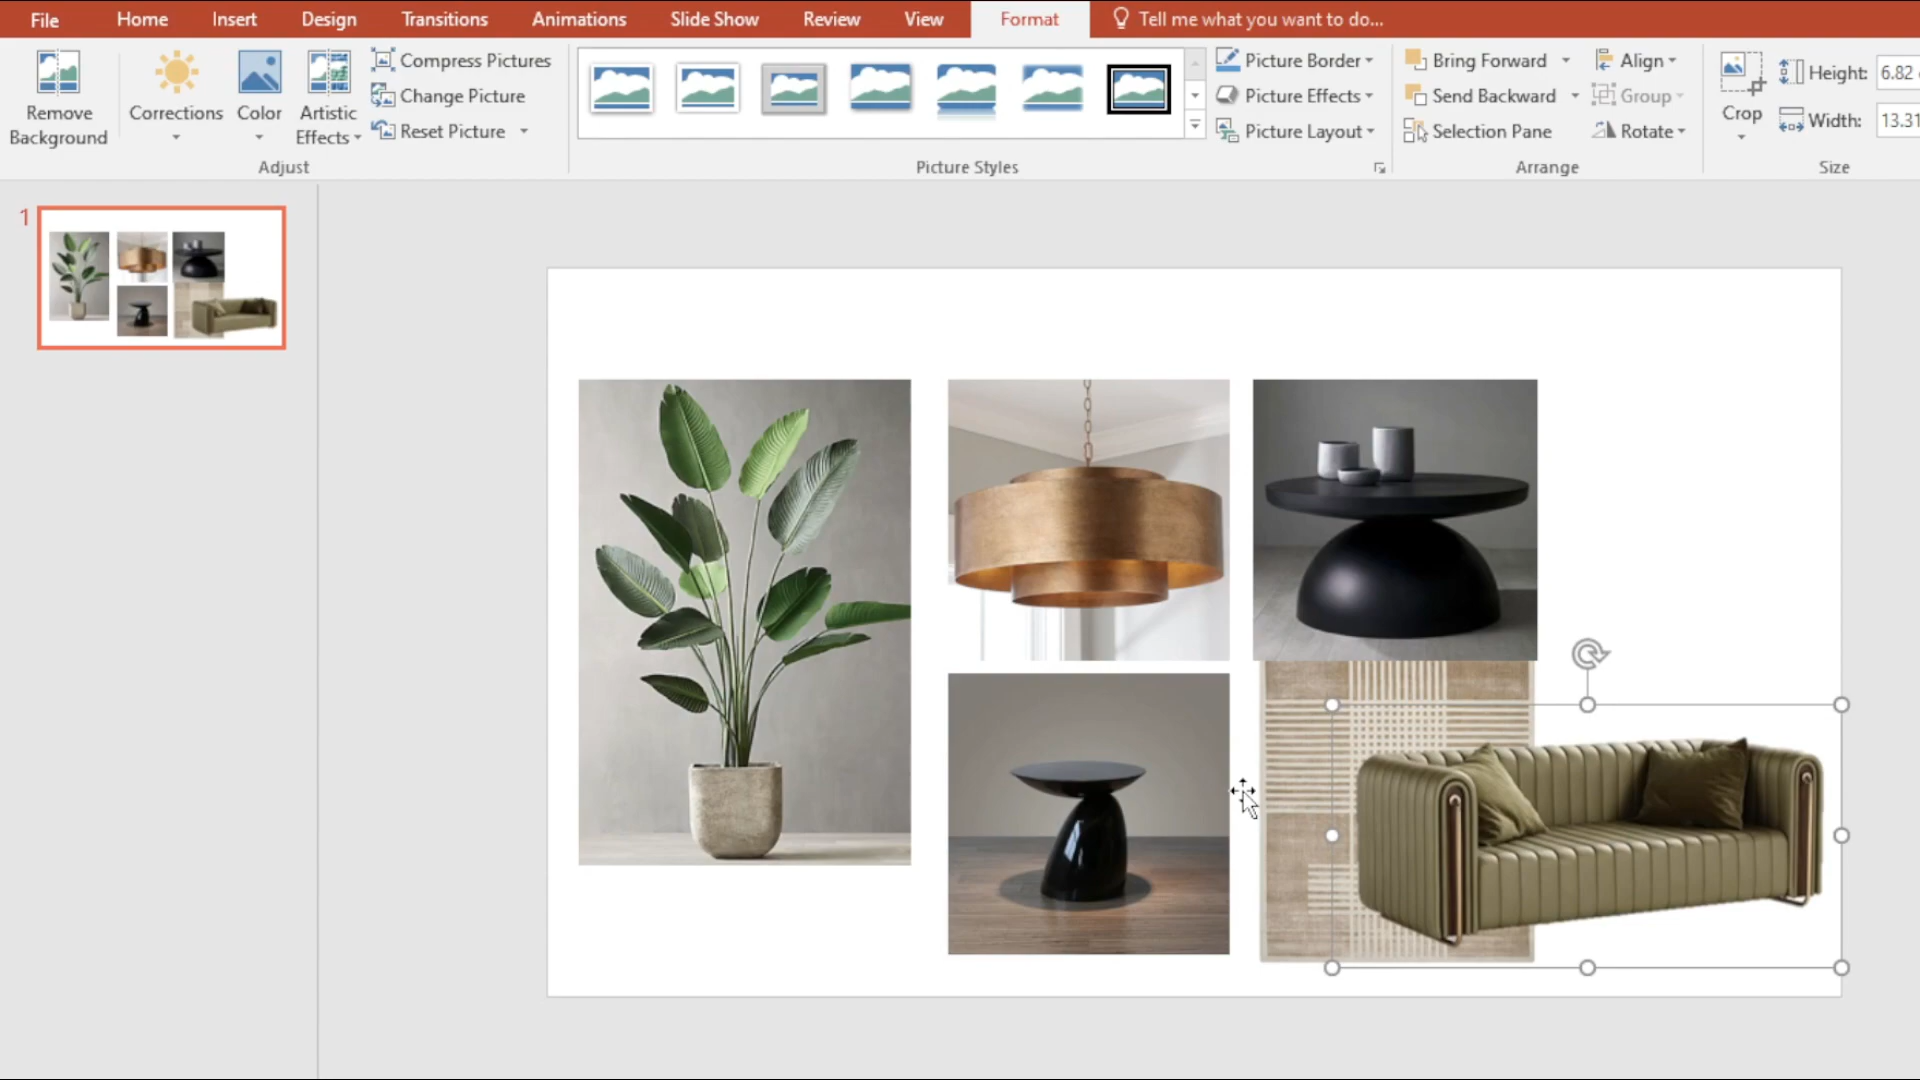 File Home Insert Design Transitions Animations Slide Show Review View Format Tell me what you want to do...
Remove Background
Corrections
Color
Artistic Effects
Compress Pictures
Change Picture
Reset Picture
Adjust
Picture Border
Picture Effects
Picture Layout
Picture Styles
Bring Forward
Send Backward
Selection Pane
Align
Group
Rotate
Arrange
Crop
Height: 6.82
Width: 13.31
Size
1